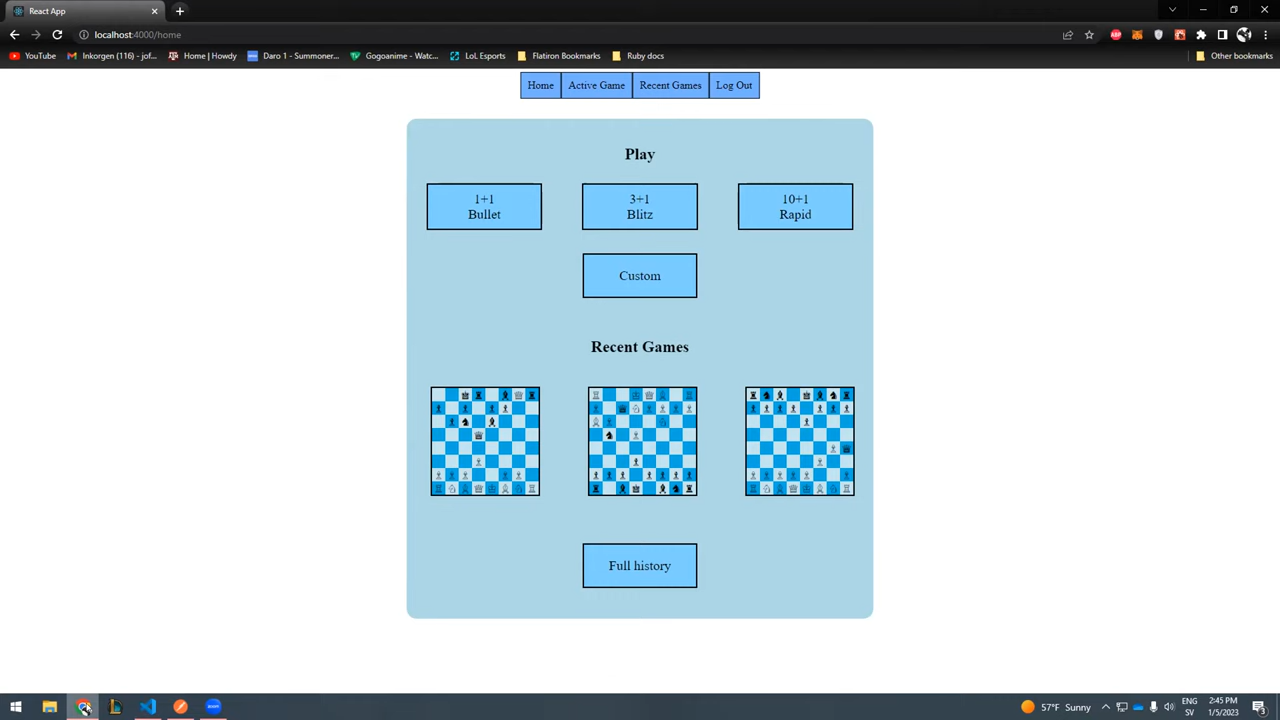 React App
localhost:4000/home
YouTube
Inkorgen (116) - jof...
Home | Howdy
Daro 1 - Summoner...
Gogoanime - Watc...
LoL Esports
Flatiron Bookmarks
Ruby docs
Other bookmarks
Home
Active Game
Recent Games
Log Out
Play
1+1
Bullet
3+1
Blitz
10+1
Rapid
Custom
Recent Games
Full history
57°F Sunny
ENG
SV
2:45 PM
1/5/2023